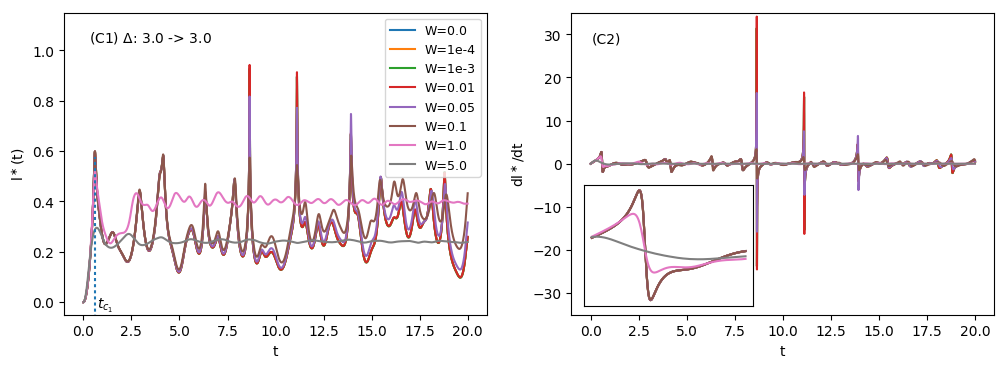 (C1) Δ: 3.0 -> 3.0
W=0.0
W=1e-4
W=1e-3
W=0.01
W=0.05
W=0.1
W=1.0
W=5.0
1.0
0.8
0.6
0.4
0.2
0.0
l * (t)
t_{c_1}
0.0 2.5 5.0 7.5 10.0 12.5 15.0 17.5 20.0
t
(C2)
30
20
10
0
−10
−20
−30
dl * /dt
0.0 2.5 5.0 7.5 10.0 12.5 15.0 17.5 20.0
t